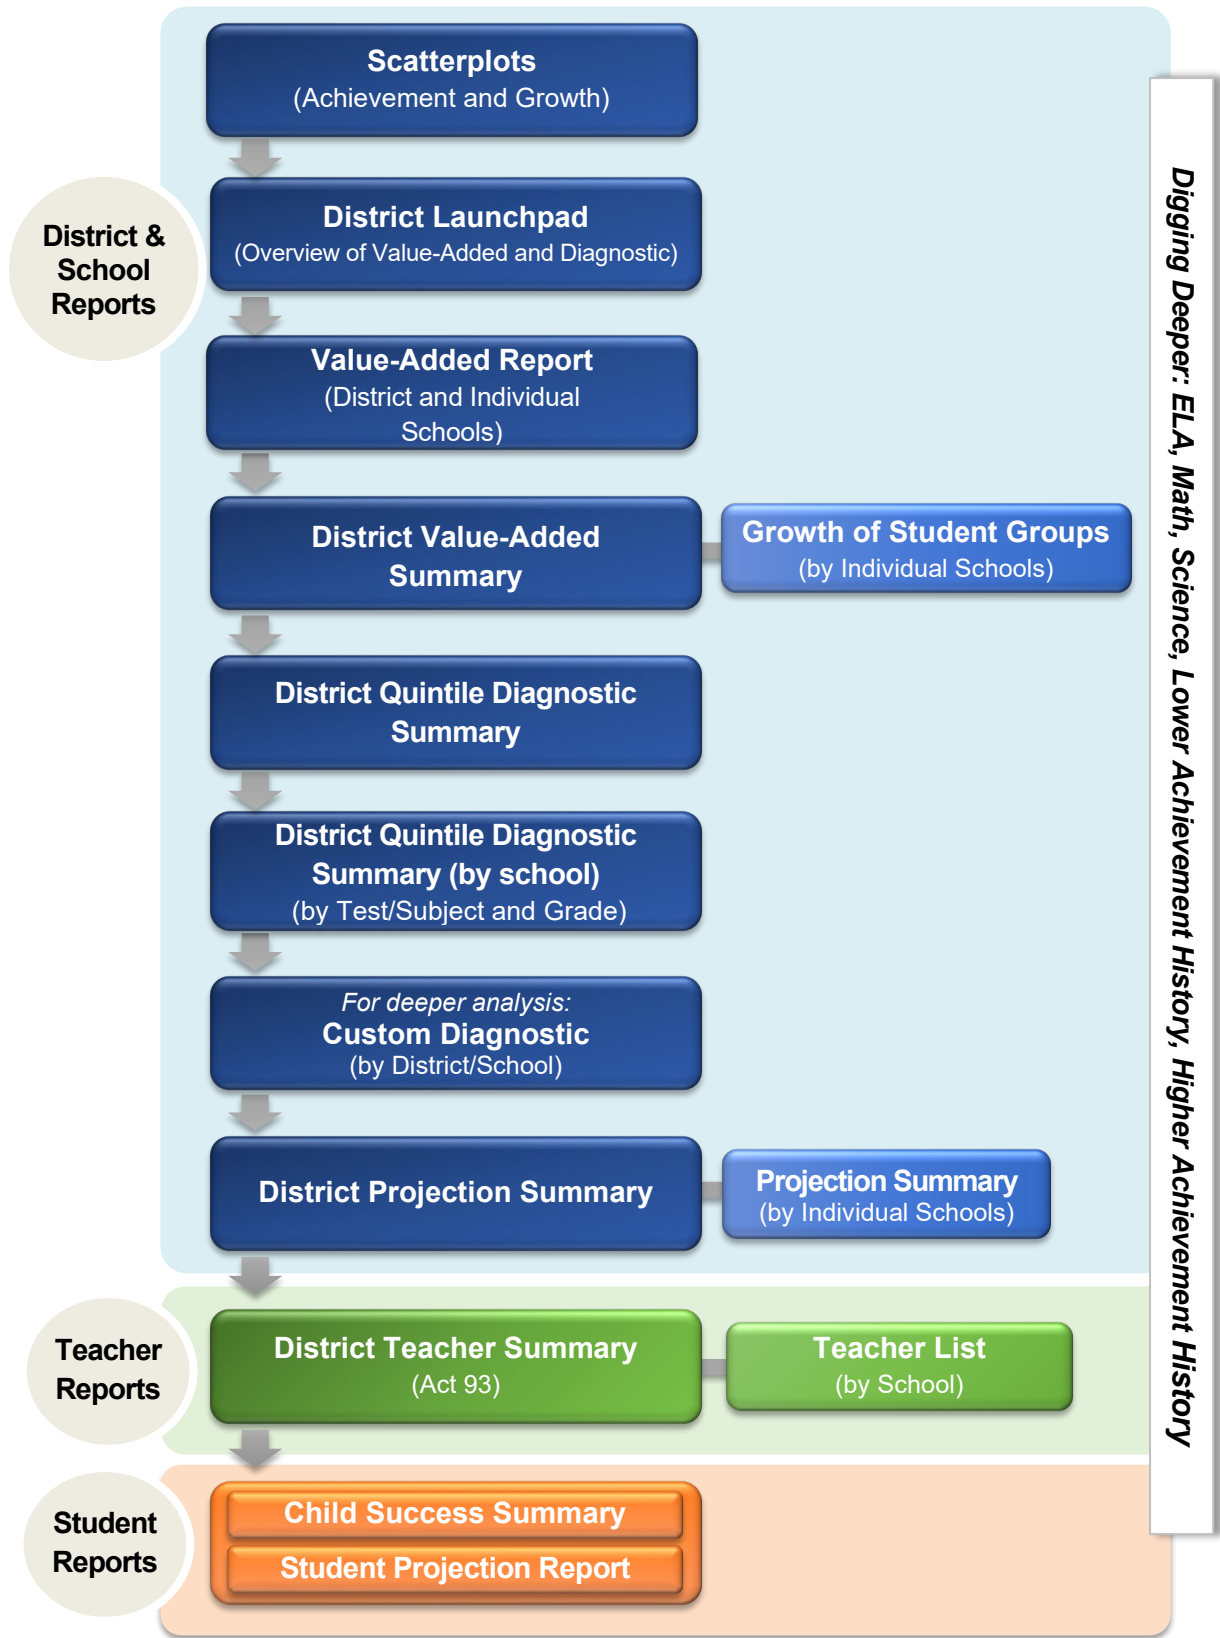 Scatterplots
(Achievement and Growth)
District &
School
Reports
District Launchpad
(Overview of Value-Added and Diagnostic)
Value-Added Report
(District and Individual
Schools)
District Value-Added
Summary
Growth of Student Groups
(by Individual Schools)
District Quintile Diagnostic
Summary
District Quintile Diagnostic
Summary (by school)
(by Test/Subject and Grade)
For deeper analysis:
Custom Diagnostic
(by District/School)
District Projection Summary
Projection Summary
(by Individual Schools)
Teacher
Reports
District Teacher Summary
(Act 93)
Teacher List
(by School)
Student
Reports
Child Success Summary
Student Projection Report
Digging Deeper: ELA, Math, Science, Lower Achievement History, Higher Achievement History